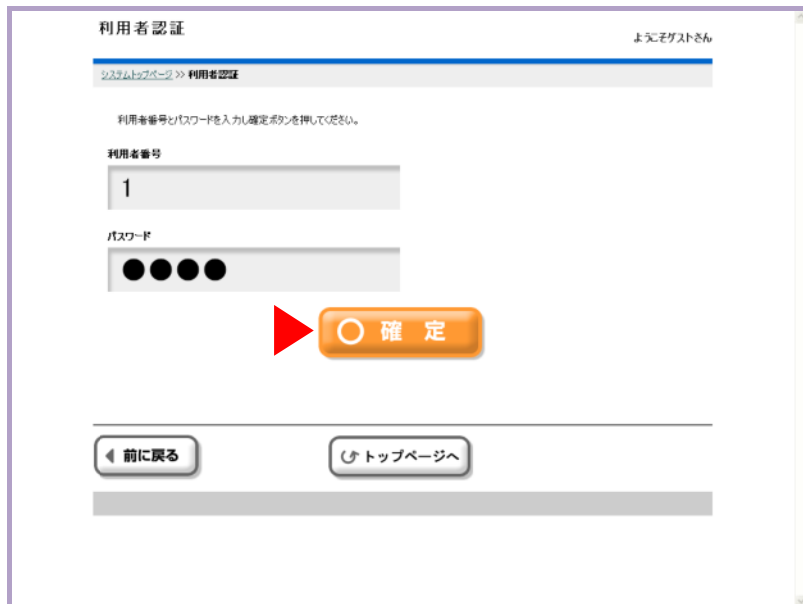 利用者認証
ようこそゲストさん
システムトップページ >> 利用者認証
利用者番号とパスワードを入力し確定ボタンを押してください。
利用者番号
1
パスワード
●●●●
確 定
前に戻る
トップページへ